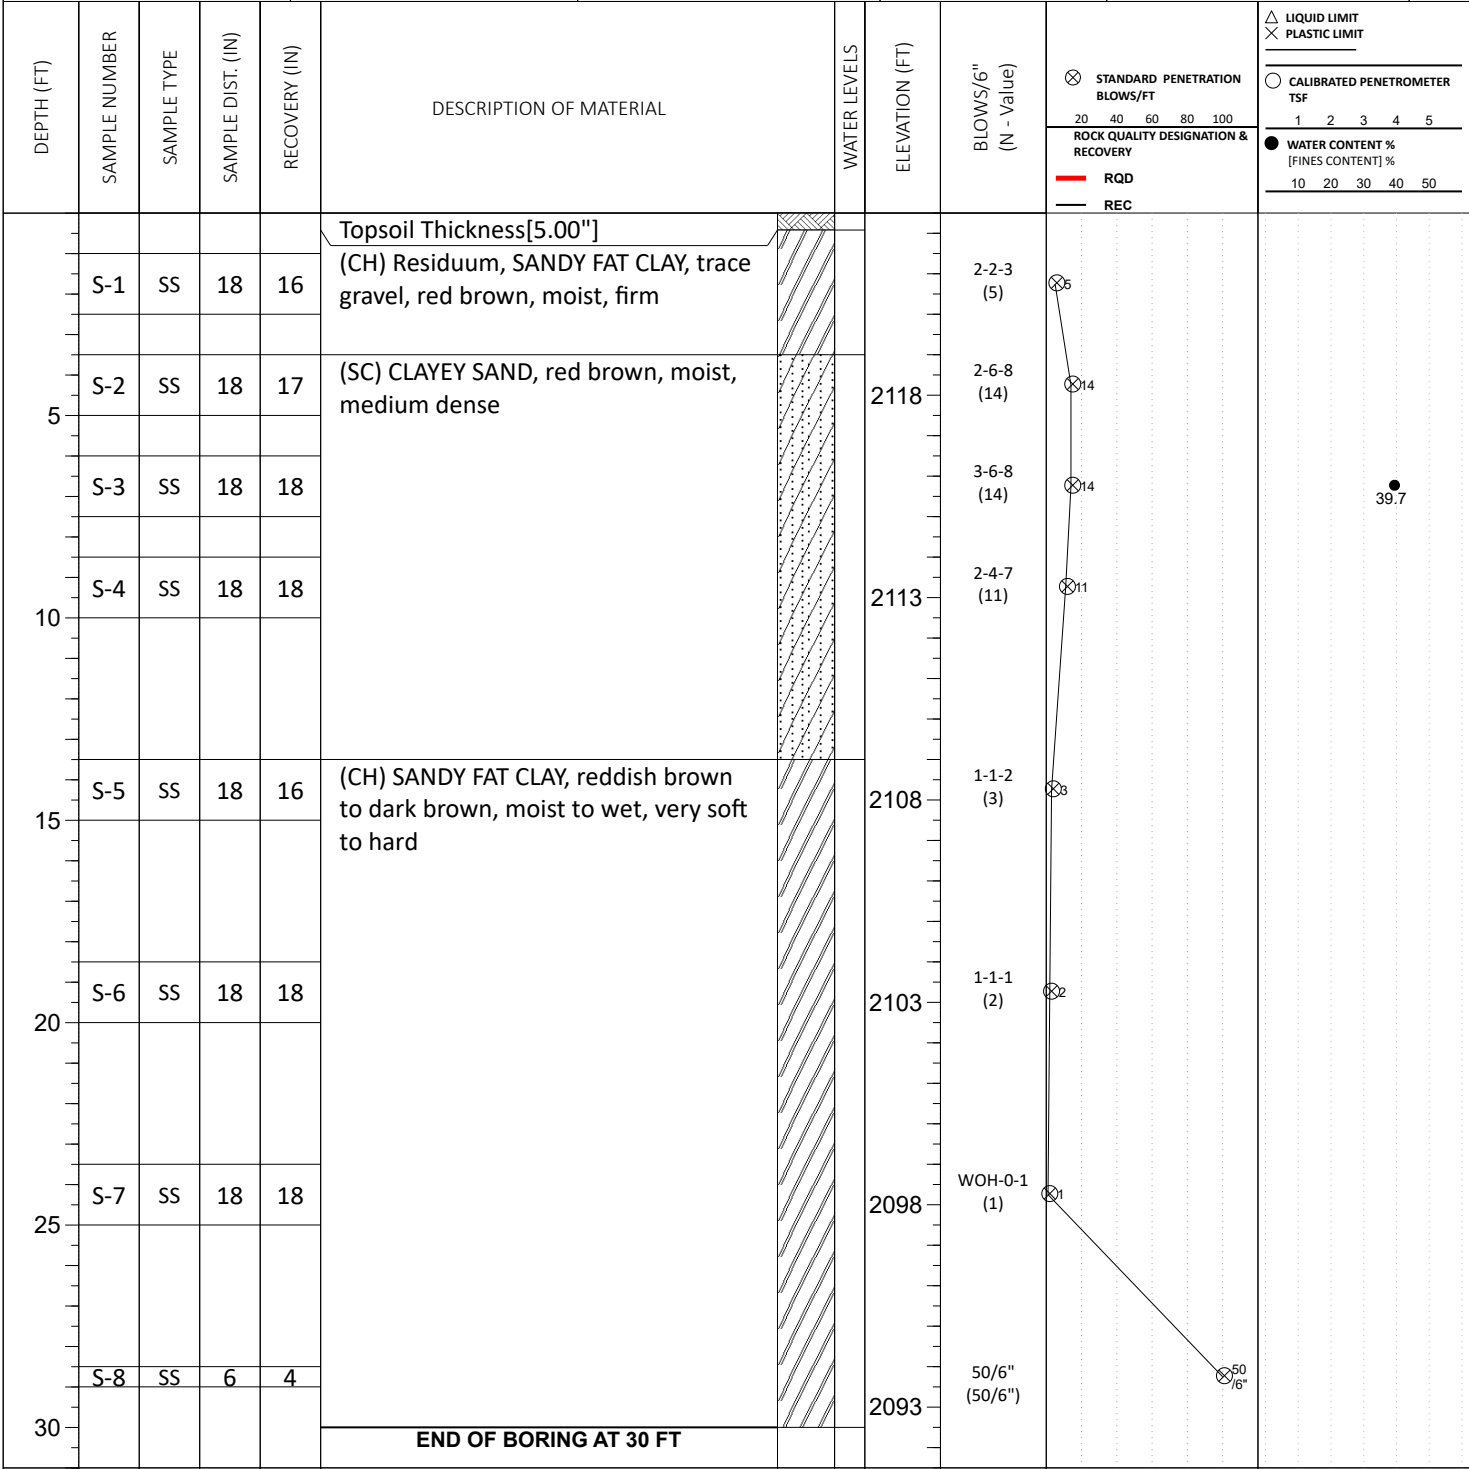 DEPTH (FT)
SAMPLE NUMBER
SAMPLE TYPE
SAMPLE DIST. (IN)
RECOVERY (IN)
DESCRIPTION OF MATERIAL
WATER LEVELS
ELEVATION (FT)
BLOWS/6"
(N - Value)
STANDARD PENETRATION
BLOWS/FT
20 40 60 80 100
ROCK QUALITY DESIGNATION &
RECOVERY
RQD
REC
LIQUID LIMIT
PLASTIC LIMIT
CALIBRATED PENETROMETER
TSF
1 2 3 4 5
WATER CONTENT %
[FINES CONTENT] %
10 20 30 40 50
Topsoil Thickness[5.00"]
S-1 SS 18 16
(CH) Residuum, SANDY FAT CLAY, trace
gravel, red brown, moist, firm
2-2-3
(5)
5
S-2 SS 18 17
(SC) CLAYEY SAND, red brown, moist,
medium dense
2118
2-6-8
(14)
14
5
S-3 SS 18 18
3-6-8
(14)
14
39.7
S-4 SS 18 18
2113
2-4-7
(11)
11
10
S-5 SS 18 16
(CH) SANDY FAT CLAY, reddish brown
to dark brown, moist to wet, very soft
to hard
2108
1-1-2
(3)
3
15
S-6 SS 18 18
2103
1-1-1
(2)
2
20
S-7 SS 18 18
2098
WOH-0-1
(1)
1
25
S-8 SS 6 4
2093
50/6"
(50/6")
50
/6"
30
END OF BORING AT 30 FT